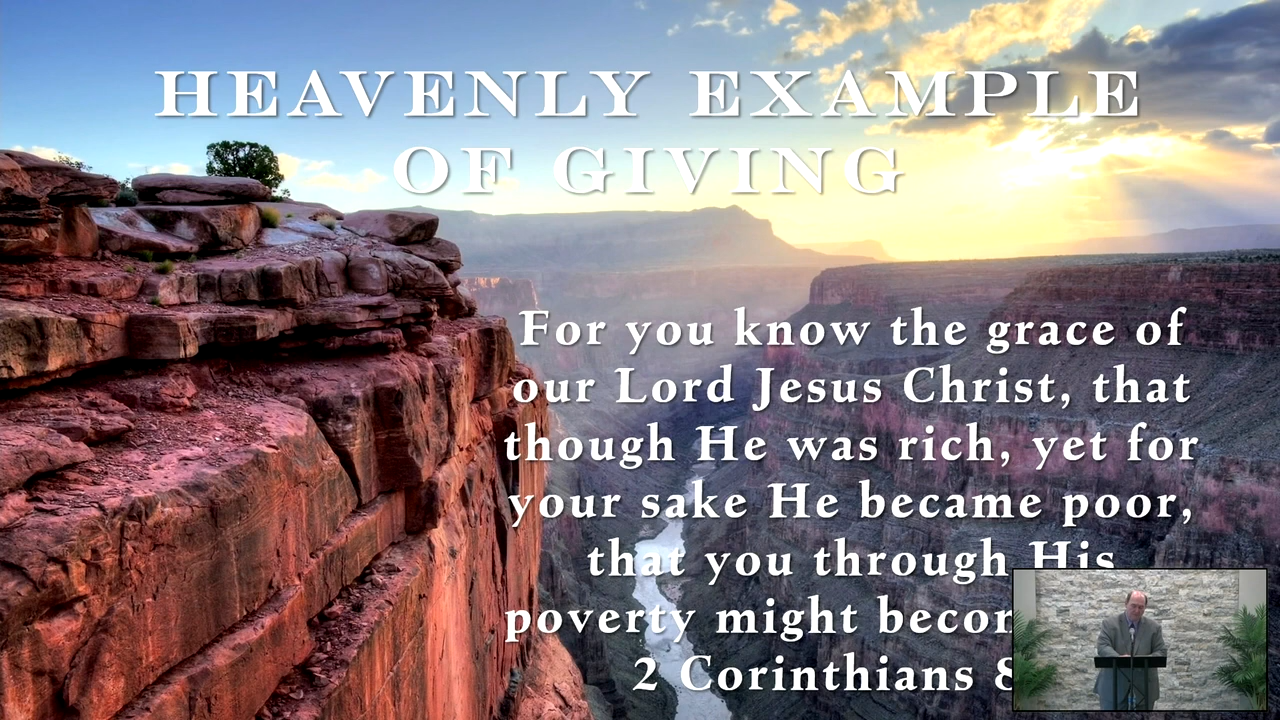 HEAVENLY EXAMPLE
OF GIVING
For you know the grace of
our Lord Jesus Christ, that
though He was rich, yet for
your sake He became poor,
that you through His
poverty might
2 Corinthians